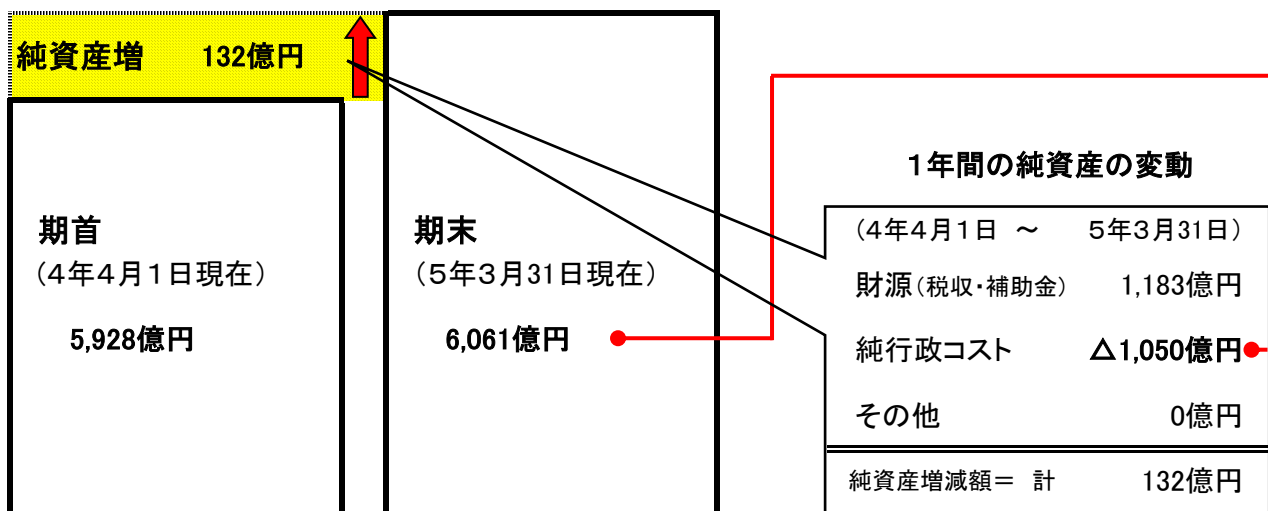 純資産増 132億円
期首
（４年４月１日現在）
5,928億円
期末
（５年３月31日現在）
6,061億円
１年間の純資産の変動
（４年４月１日 ～ ５年３月31日）
財源（税収・補助金） 1,183億円
純行政コスト △1,050億円
その他 0億円
純資産増減額＝ 計 132億円